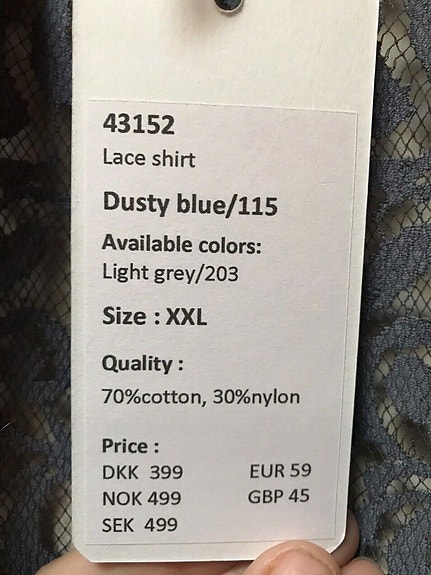 43152
Lace shirt
Dusty blue/115
Available colors:
Light grey/203
Size : XXL
Quality :
70%cotton, 30%nylon
Price :
DKK 399 EUR 59
NOK 499 GBP 45
SEK 499